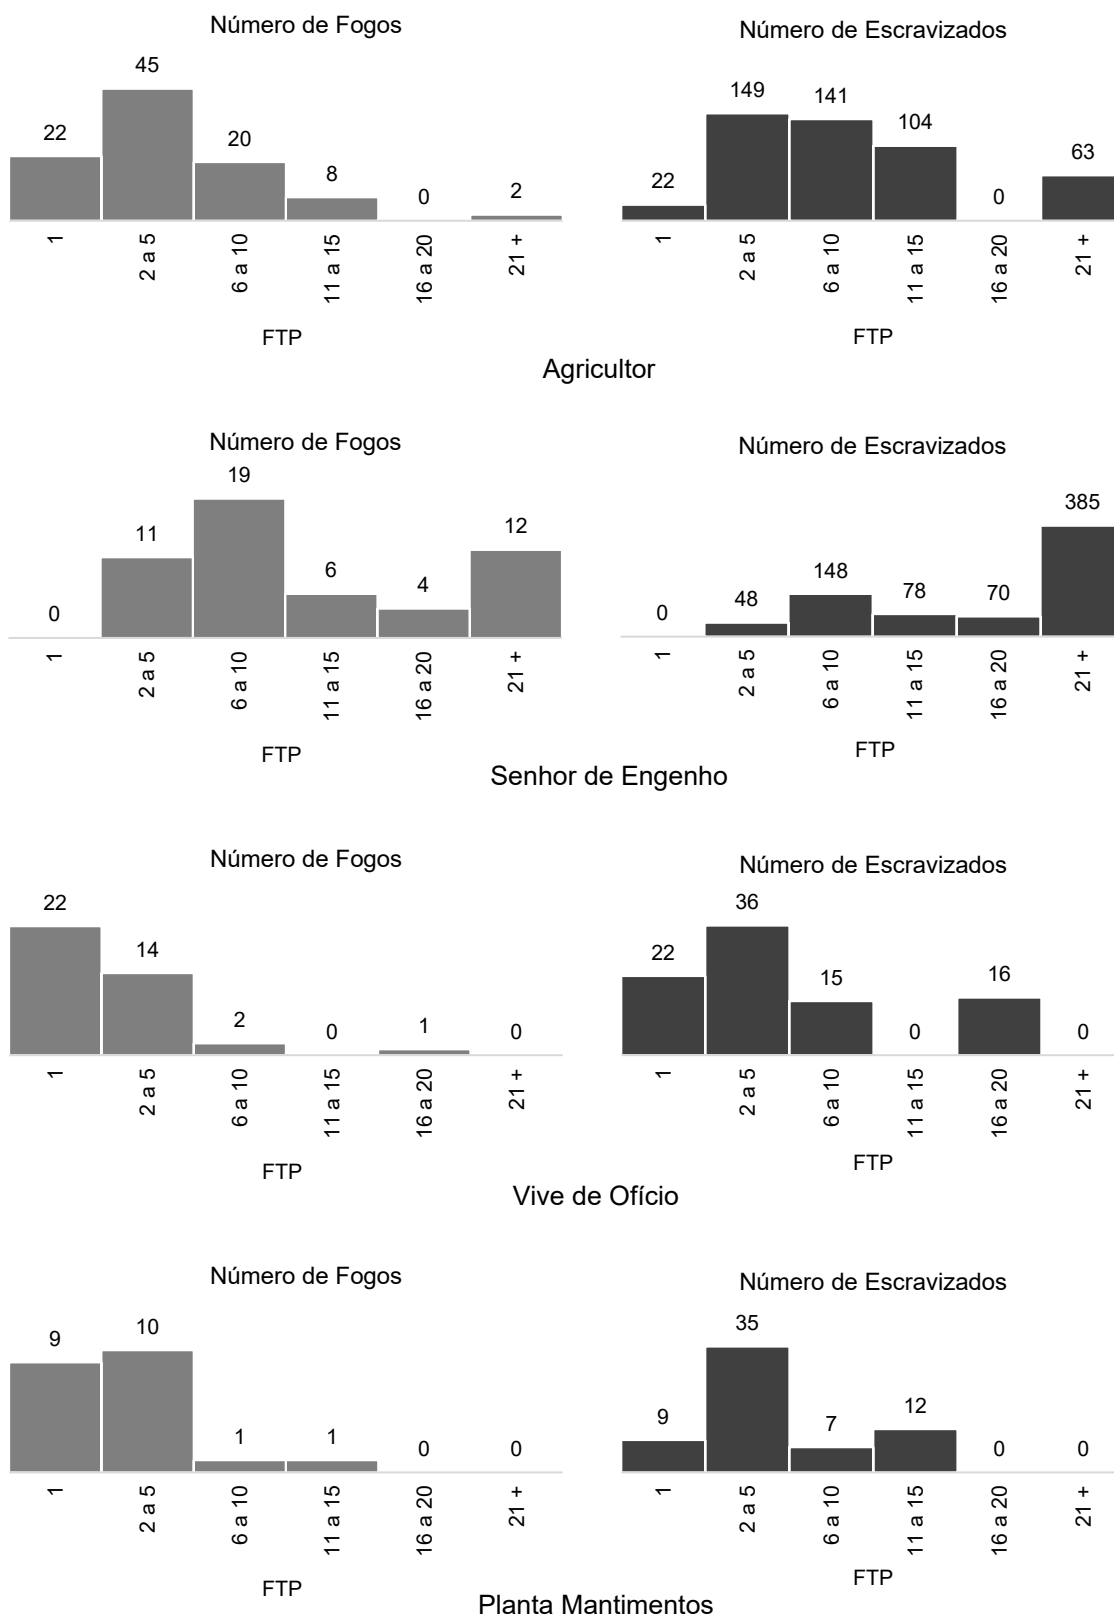 Número de Fogos
45
22
20
8
0
2
1
2 a 5
6 a 10
11 a 15
16 a 20
21 +
FTP
Número de Escravizados
149
141
104
63
22
0
1
2 a 5
6 a 10
11 a 15
16 a 20
21 +
FTP
Agricultor
Número de Fogos
19
11
12
6
4
0
1
2 a 5
6 a 10
11 a 15
16 a 20
21 +
FTP
Número de Escravizados
385
148
78
70
48
0
1
2 a 5
6 a 10
11 a 15
16 a 20
21 +
FTP
Senhor de Engenho
Número de Fogos
22
14
2
0
1
0
1
2 a 5
6 a 10
11 a 15
16 a 20
21 +
FTP
Número de Escravizados
36
22
15
16
0
0
1
2 a 5
6 a 10
11 a 15
16 a 20
21 +
FTP
Vive de Ofício
Número de Fogos
9
10
1
1
0
0
1
2 a 5
6 a 10
11 a 15
16 a 20
21 +
FTP
Número de Escravizados
35
9
7
12
0
0
1
2 a 5
6 a 10
11 a 15
16 a 20
21 +
FTP
Planta Mantimentos